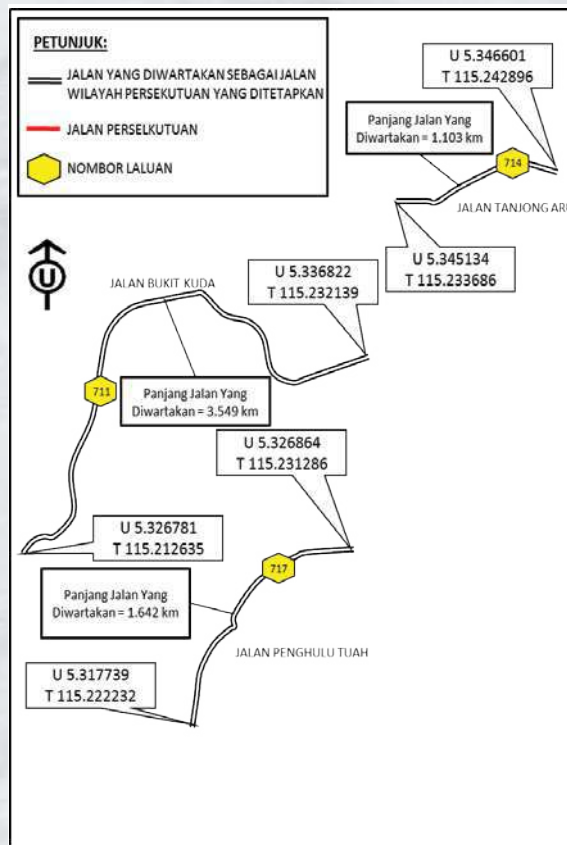 PETUNJUK:
JALAN YANG DIWARTAKAN SEBAGAI JALAN
WILAYAH PERSEKUTUAN YANG DITETAPKAN
JALAN PERSELKUTUAN
NOMBOR LALUAN
U 5.346601
T 115.242896
Panjang Jalan Yang
Diwartakan = 1.103 km
714
JALAN TANJONG ARU
U 5.345134
T 115.233686
U
JALAN BUKIT KUDA
U 5.336822
T 115.232139
711
Panjang Jalan Yang
Diwartakan = 3.549 km
U 5.326864
T 115.231286
U 5.326781
T 115.212635
717
Panjang Jalan Yang
Diwartakan = 1.642 km
JALAN PENGHULU TUAH
U 5.317739
T 115.222232